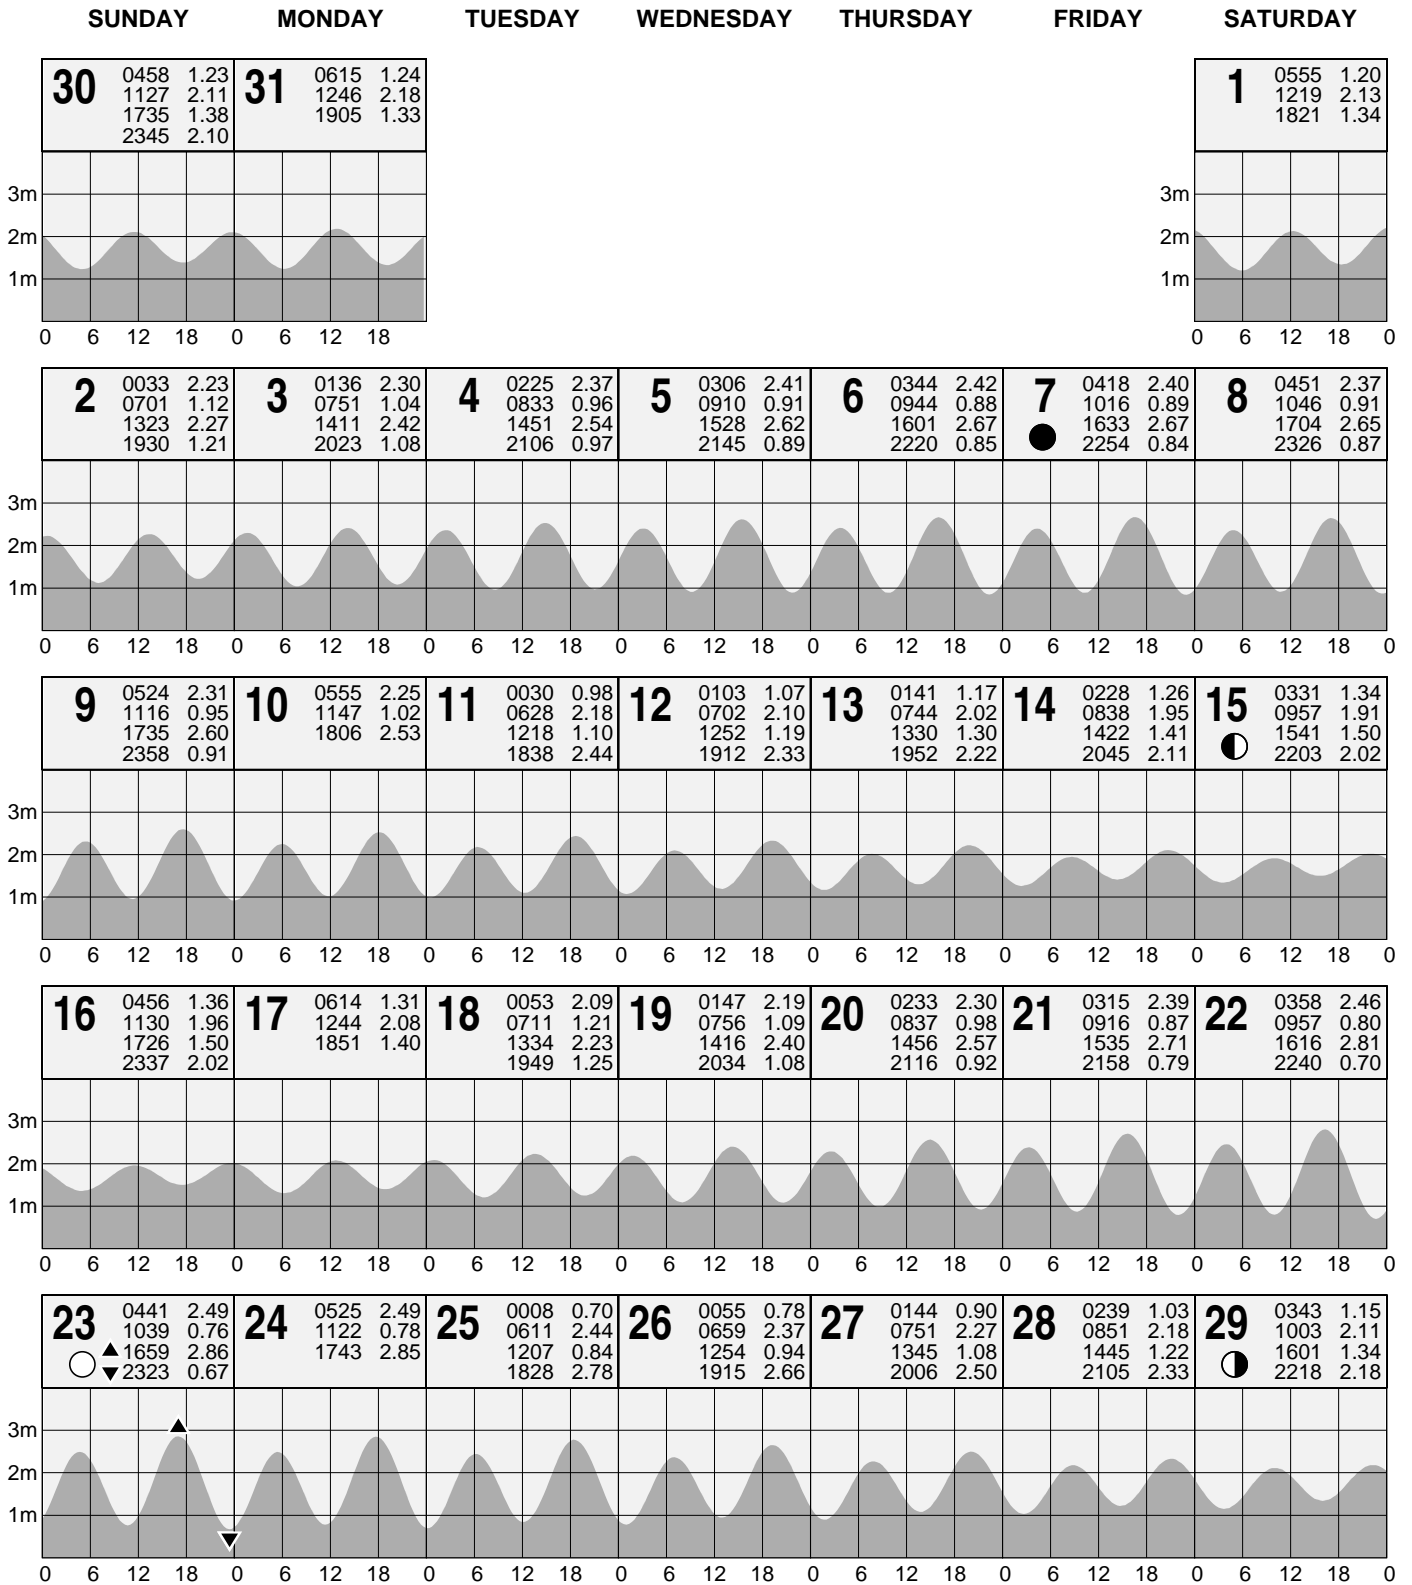 SUNDAY MONDAY TUESDAY WEDNESDAY THURSDAY FRIDAY SATURDAY
30 0458 1.23 31 0615 1.24 1 0555 1.20
1127 2.11 1246 2.18 1219 2.13
1735 1.38 1905 1.33 1821 1.34
2345 2.10
3m 3m
2m 2m
1m 1m
0 6 12 18 0 6 12 18 0 6 12 18 0
2 0033 2.23 3 0136 2.30 4 0225 2.37 5 0306 2.41 6 0344 2.42 7 0418 2.40 8 0451 2.37
0701 1.12 0751 1.04 0833 0.96 0910 0.91 0944 0.88 1016 0.89 1046 0.91
1323 2.27 1411 2.42 1451 2.54 1528 2.62 1601 2.67 1633 2.67 1704 2.65
1930 1.21 2023 1.08 2106 0.97 2145 0.89 2220 0.85 2254 0.84 2326 0.87
3m
2m
1m
0 6 12 18 0 6 12 18 0 6 12 18 0 6 12 18 0 6 12 18 0 6 12 18 0 6 12 18 0
9 0524 2.31 10 0555 2.25 11 0030 0.98 12 0103 1.07 13 0141 1.17 14 0228 1.26 15 0331 1.34
1116 0.95 1147 1.02 0628 2.18 0702 2.10 0744 2.02 0838 1.95 0957 1.91
1735 2.60 1806 2.53 1218 1.10 1252 1.19 1330 1.30 1422 1.41 1541 1.50
2358 0.91 1838 2.44 1912 2.33 1952 2.22 2045 2.11 2203 2.02
3m
2m
1m
0 6 12 18 0 6 12 18 0 6 12 18 0 6 12 18 0 6 12 18 0 6 12 18 0 6 12 18 0
16 0456 1.36 17 0614 1.31 18 0053 2.09 19 0147 2.19 20 0233 2.30 21 0315 2.39 22 0358 2.46
1130 1.96 1244 2.08 0711 1.21 0756 1.09 0837 0.98 0916 0.87 0957 0.80
1726 1.50 1851 1.40 1334 2.23 1416 2.40 1456 2.57 1535 2.71 1616 2.81
2337 2.02 1949 1.25 2034 1.08 2116 0.92 2158 0.79 2240 0.70
3m
2m
1m
0 6 12 18 0 6 12 18 0 6 12 18 0 6 12 18 0 6 12 18 0 6 12 18 0 6 12 18 0
23 0441 2.49 24 0525 2.49 25 0008 0.70 26 0055 0.78 27 0144 0.90 28 0239 1.03 29 0343 1.15
1039 0.76 1122 0.78 0611 2.44 0659 2.37 0751 2.27 0851 2.18 1003 2.11
1659 2.86 1743 2.85 1207 0.84 1254 0.94 1345 1.08 1445 1.22 1601 1.34
2323 0.67 1828 2.78 1915 2.66 2006 2.50 2105 2.33 2218 2.18
3m
2m
1m
0 6 12 18 0 6 12 18 0 6 12 18 0 6 12 18 0 6 12 18 0 6 12 18 0 6 12 18 0